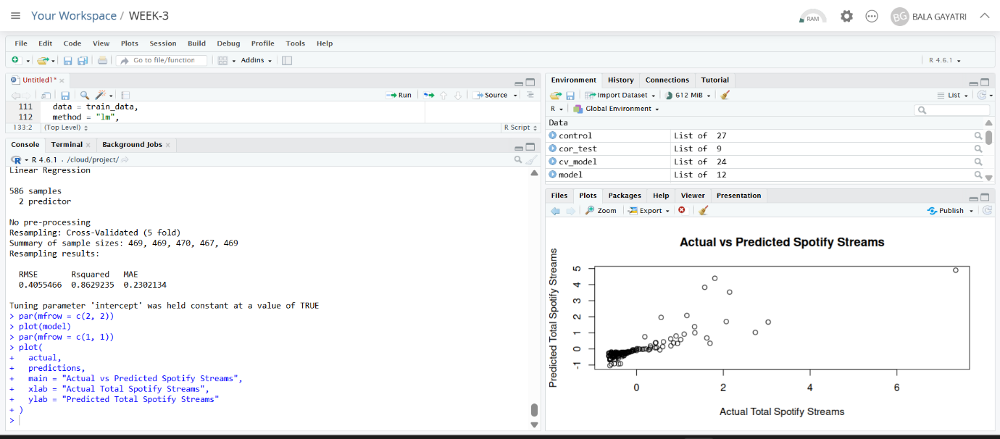 Your Workspace / WEEK-3
RAM
BG BALA GAYATRI
File Edit Code View Plots Session Build Debug Profile Tools Help
Go to file/function Addins R 4.6.1
Untitled1*
Run Source
111 data = train_data,
112 method = "lm",
133:2 (Top Level) R Script
Console Terminal Background Jobs
R 4.6.1 · /cloud/project/
Linear Regression
586 samples
2 predictor
No pre-processing
Resampling: Cross-Validated (5 fold)
Summary of sample sizes: 469, 469, 470, 467, 469
Resampling results:
RMSE Rsquared MAE
0.4055466 0.8629235 0.2302134
Tuning parameter 'intercept' was held constant at a value of TRUE
> par(mfrow = c(2, 2))
> plot(model)
> par(mfrow = c(1, 1))
> plot(
+ actual,
+ predictions,
+ main = "Actual vs Predicted Spotify Streams",
+ xlab = "Actual Total Spotify Streams",
+ ylab = "Predicted Total Spotify Streams"
+ )
>
Environment History Connections Tutorial
Import Dataset 612 MiB List
R Global Environment
Data
control List of 27
cor_test List of 9
cv_model List of 24
model List of 12
Files Plots Packages Help Viewer Presentation
Zoom Export Publish
Actual vs Predicted Spotify Streams
Predicted Total Spotify Streams
5
4
3
2
1
0
-1
0 2 4 6
Actual Total Spotify Streams